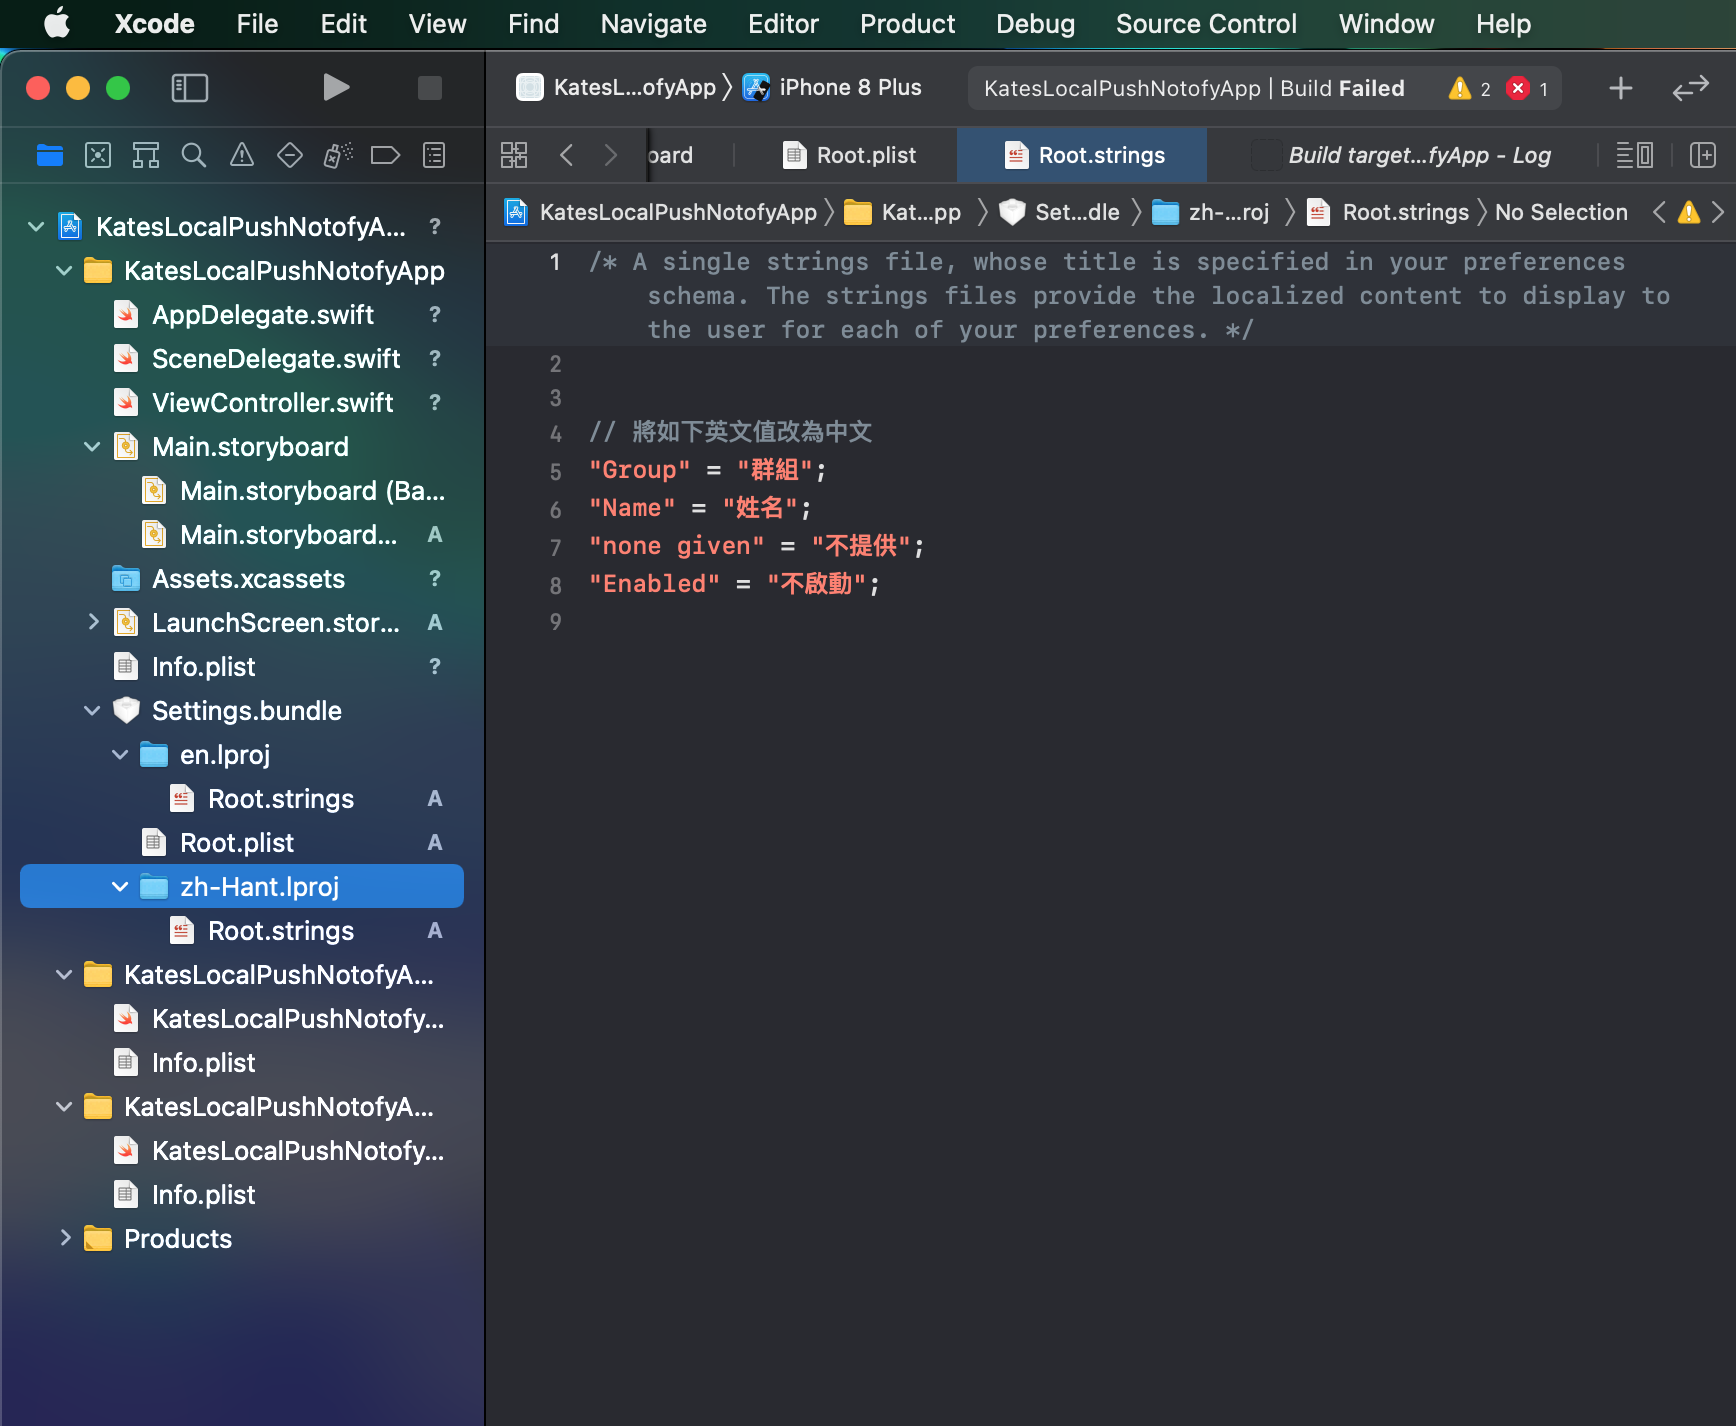 Xcode File Edit View Find Navigate Editor Product Debug Source Control Window Help
KatesL...ofyApp iPhone 8 Plus KatesLocalPushNotofyApp | Build Failed 2 1
oard Root.plist Root.strings Build target...fyApp - Log
KatesLocalPushNotofyApp Kat...pp Set...dle zh-...roj Root.strings No Selection
KatesLocalPushNotofyA... ?
KatesLocalPushNotofyApp
AppDelegate.swift ?
SceneDelegate.swift ?
ViewController.swift ?
Main.storyboard
Main.storyboard (Ba...
Main.storyboard... A
Assets.xcassets ?
LaunchScreen.stor... A
Info.plist ?
Settings.bundle
en.lproj
Root.strings A
Root.plist A
zh-Hant.lproj
Root.strings A
KatesLocalPushNotofyA...
KatesLocalPushNotofy...
Info.plist
KatesLocalPushNotofyA...
KatesLocalPushNotofy...
Info.plist
Products
1 /* A single strings file, whose title is specified in your preferences
schema. The strings files provide the localized content to display to
the user for each of your preferences. */
2
3
4 // 將如下英文值改為中文
5 "Group" = "群組";
6 "Name" = "姓名";
7 "none given" = "不提供";
8 "Enabled" = "不啟動";
9